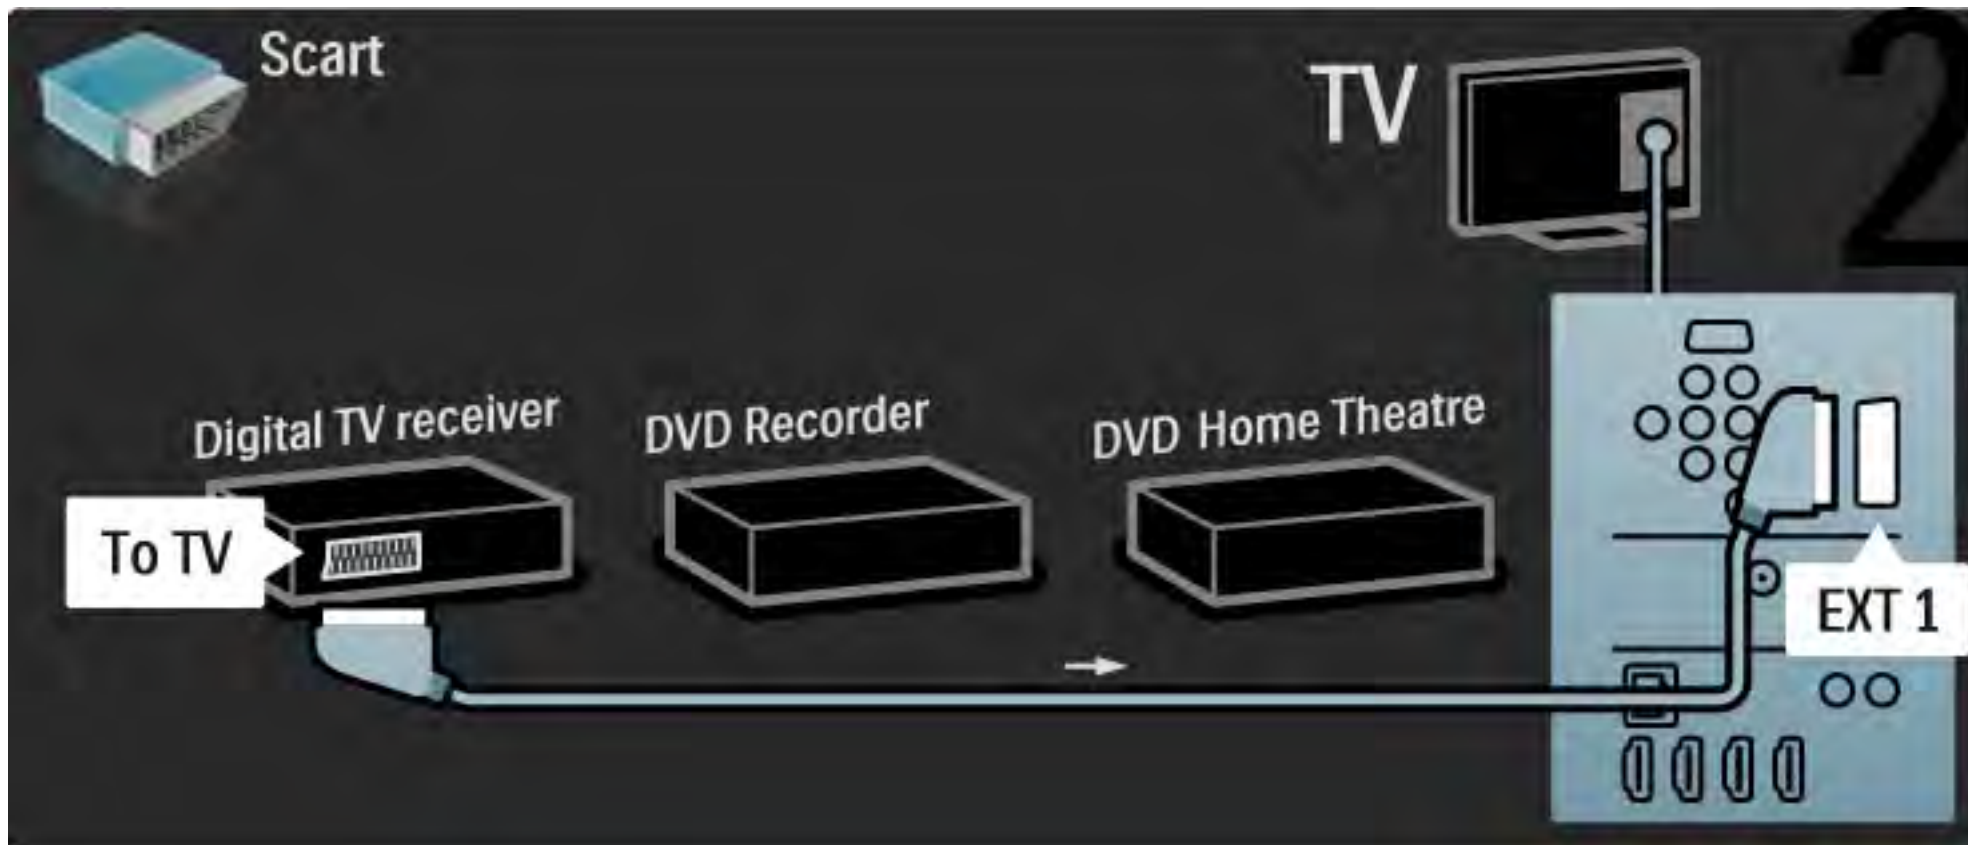 Scart
TV
2
Digital TV receiver
DVD Recorder
DVD Home Theatre
To TV
EXT 1